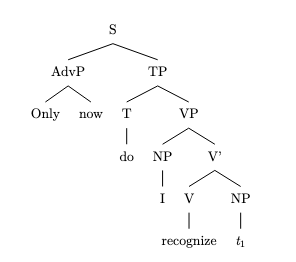 S
AdvP TP
Only now T VP
do NP V'
I V NP
recognize t₁